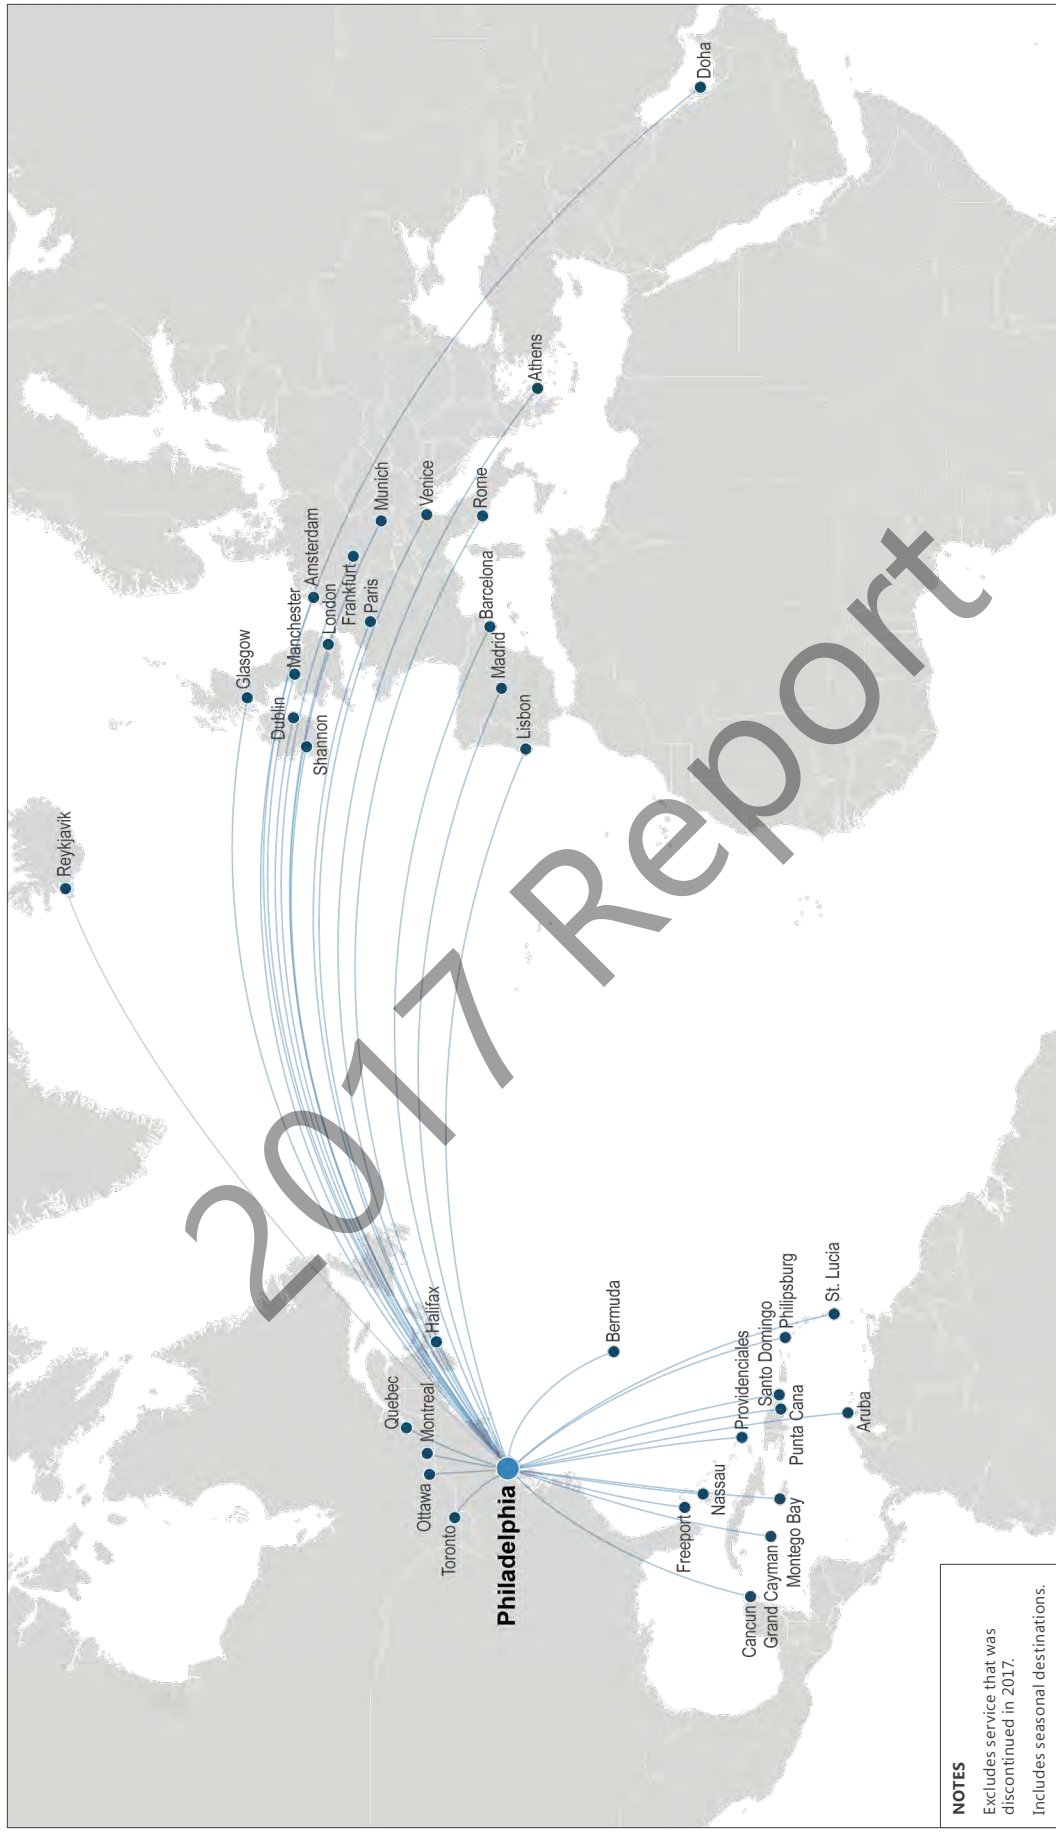 Reykjavik
Glasgow
Dublin
Manchester
Shannon
London
Amsterdam
Frankfurt
Paris
Munich
Venice
Rome
Athens
Barcelona
Madrid
Lisbon
Doha
Quebec
Montreal
Ottawa
Toronto
Halifax
Philadelphia
Bermuda
Freeport
Nassau
Providenciales
Santo Domingo
Punta Cana
Philipsburg
St. Lucia
Aruba
Cancun
Grand Cayman
Montego Bay
2017 Report
NOTES
Excludes service that was
discontinued in 2017.
Includes seasonal destinations.